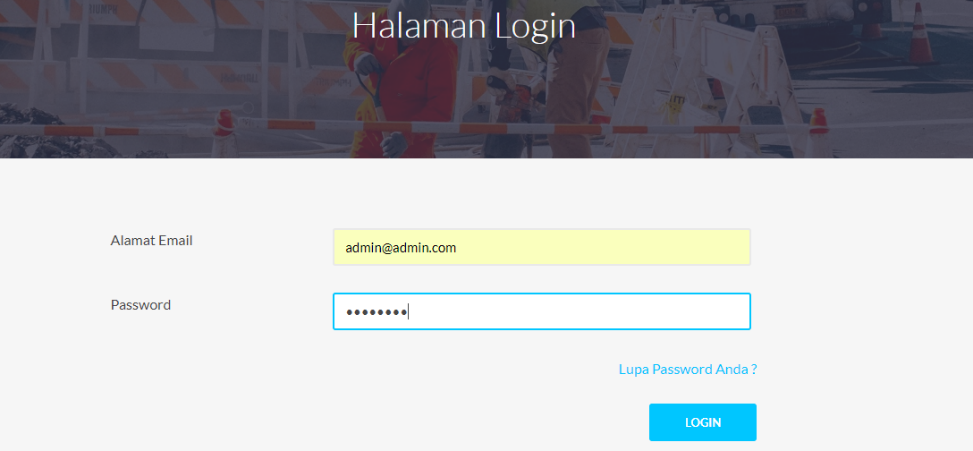 Halaman Login
Alamat Email
admin@admin.com
Password
••••••••
Lupa Password Anda ?
LOGIN